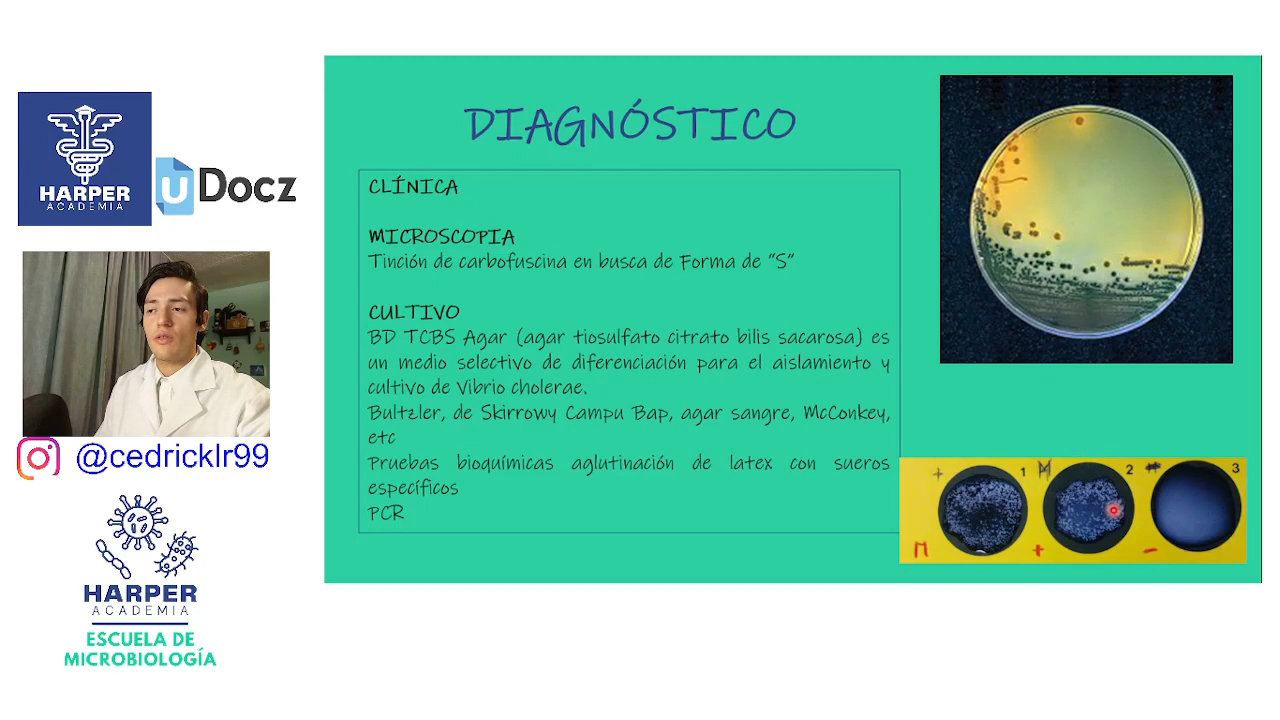 HARPER
ACADEMIA
uDocz
@cedricklr99
HARPER
ACADEMIA
ESCUELA DE
MICROBIOLOGÍA
DIAGNÓSTICO
CLÍNICA
MICROSCOPIA
Tinción de carbofuscina en busca de Forma de "S"
CULTIVO
BD TCBS Agar (agar tiosulfato citrato bilis sacarosa) es
un medio selectivo de diferenciación para el aislamiento y
cultivo de Vibrio cholerae.
Bultzler, de Skirrowy Campu Bap, agar sangre, McConkey,
etc
Pruebas bioquímicas aglutinación de latex con sueros
específicos
PCR
+ 1 M 2 3
M + -